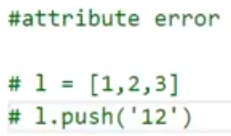 #attribute error
# l = [1,2,3]
# l.push('12')